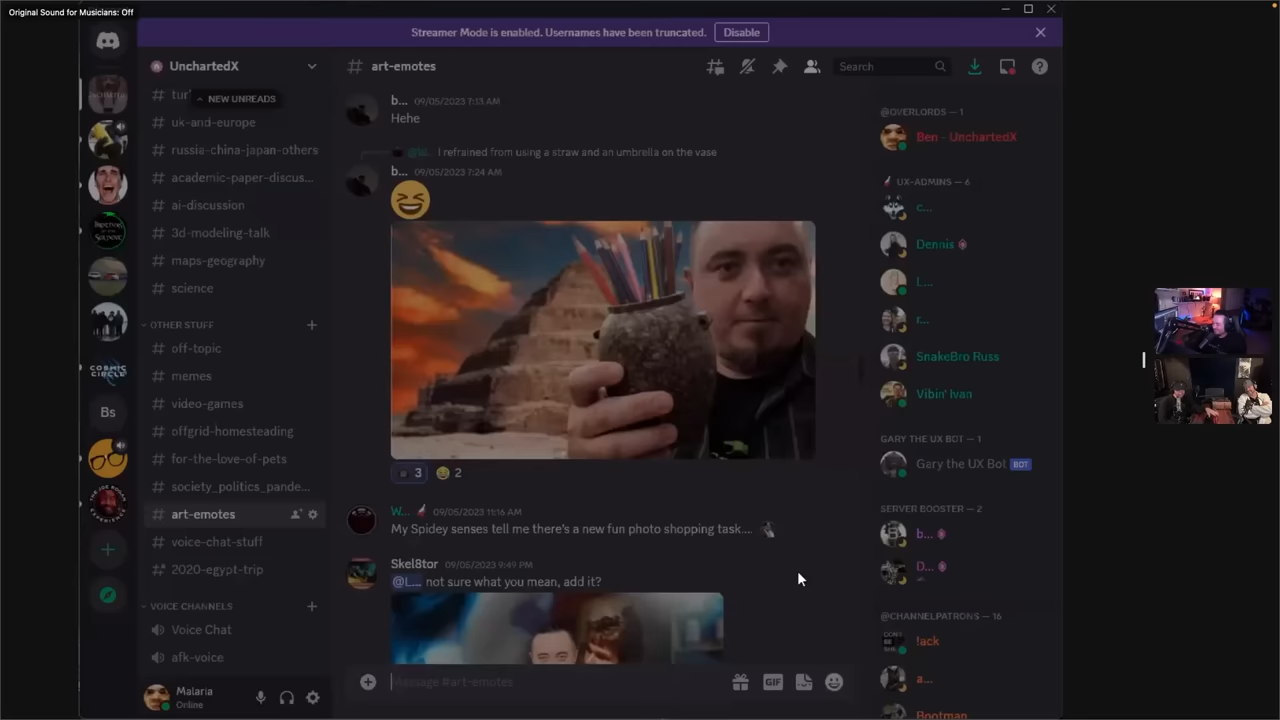 Original Sound for Musicians: Off
Streamer Mode is enabled. Usernames have been truncated.
Disable
UnchartedX
NEW UNREADS
uk-and-europe
russia-china-japan-others
academic-paper-discus...
ai-discussion
3d-modeling-talk
maps-geography
science
OTHER STUFF
off-topic
memes
video-games
offgrid-homesteading
for-the-love-of-pets
society_politics_pande...
art-emotes
voice-chat-stuff
2020-egypt-trip
VOICE CHANNELS
Voice Chat
afk-voice
Malaria
Online
COSMIC
CIRCLE
Bs
# art-emotes
Search
b... 09/05/2023 7:13 AM
Hehe
I refrained from using a straw and an umbrella on the vase
b... 09/05/2023 7:24 AM
3
2
W... 09/05/2023 11:16 AM
My Spidey senses tell me there's a new fun photo shopping task....
Skel8tor 09/05/2023 9:49 PM
@L... not sure what you mean, add it?
Message #art-emotes
GIF
@OVERLORDS — 1
Ben - UnchartedX
UX-ADMINS — 6
c...
Dennis
L...
r...
SnakeBro Russ
Vibin' Ivan
GARY THE UX BOT — 1
Gary the UX Bot BOT
SERVER BOOSTER — 2
b...
D...
@CHANNELPATRONS — 16
!ack
a...
Bootman